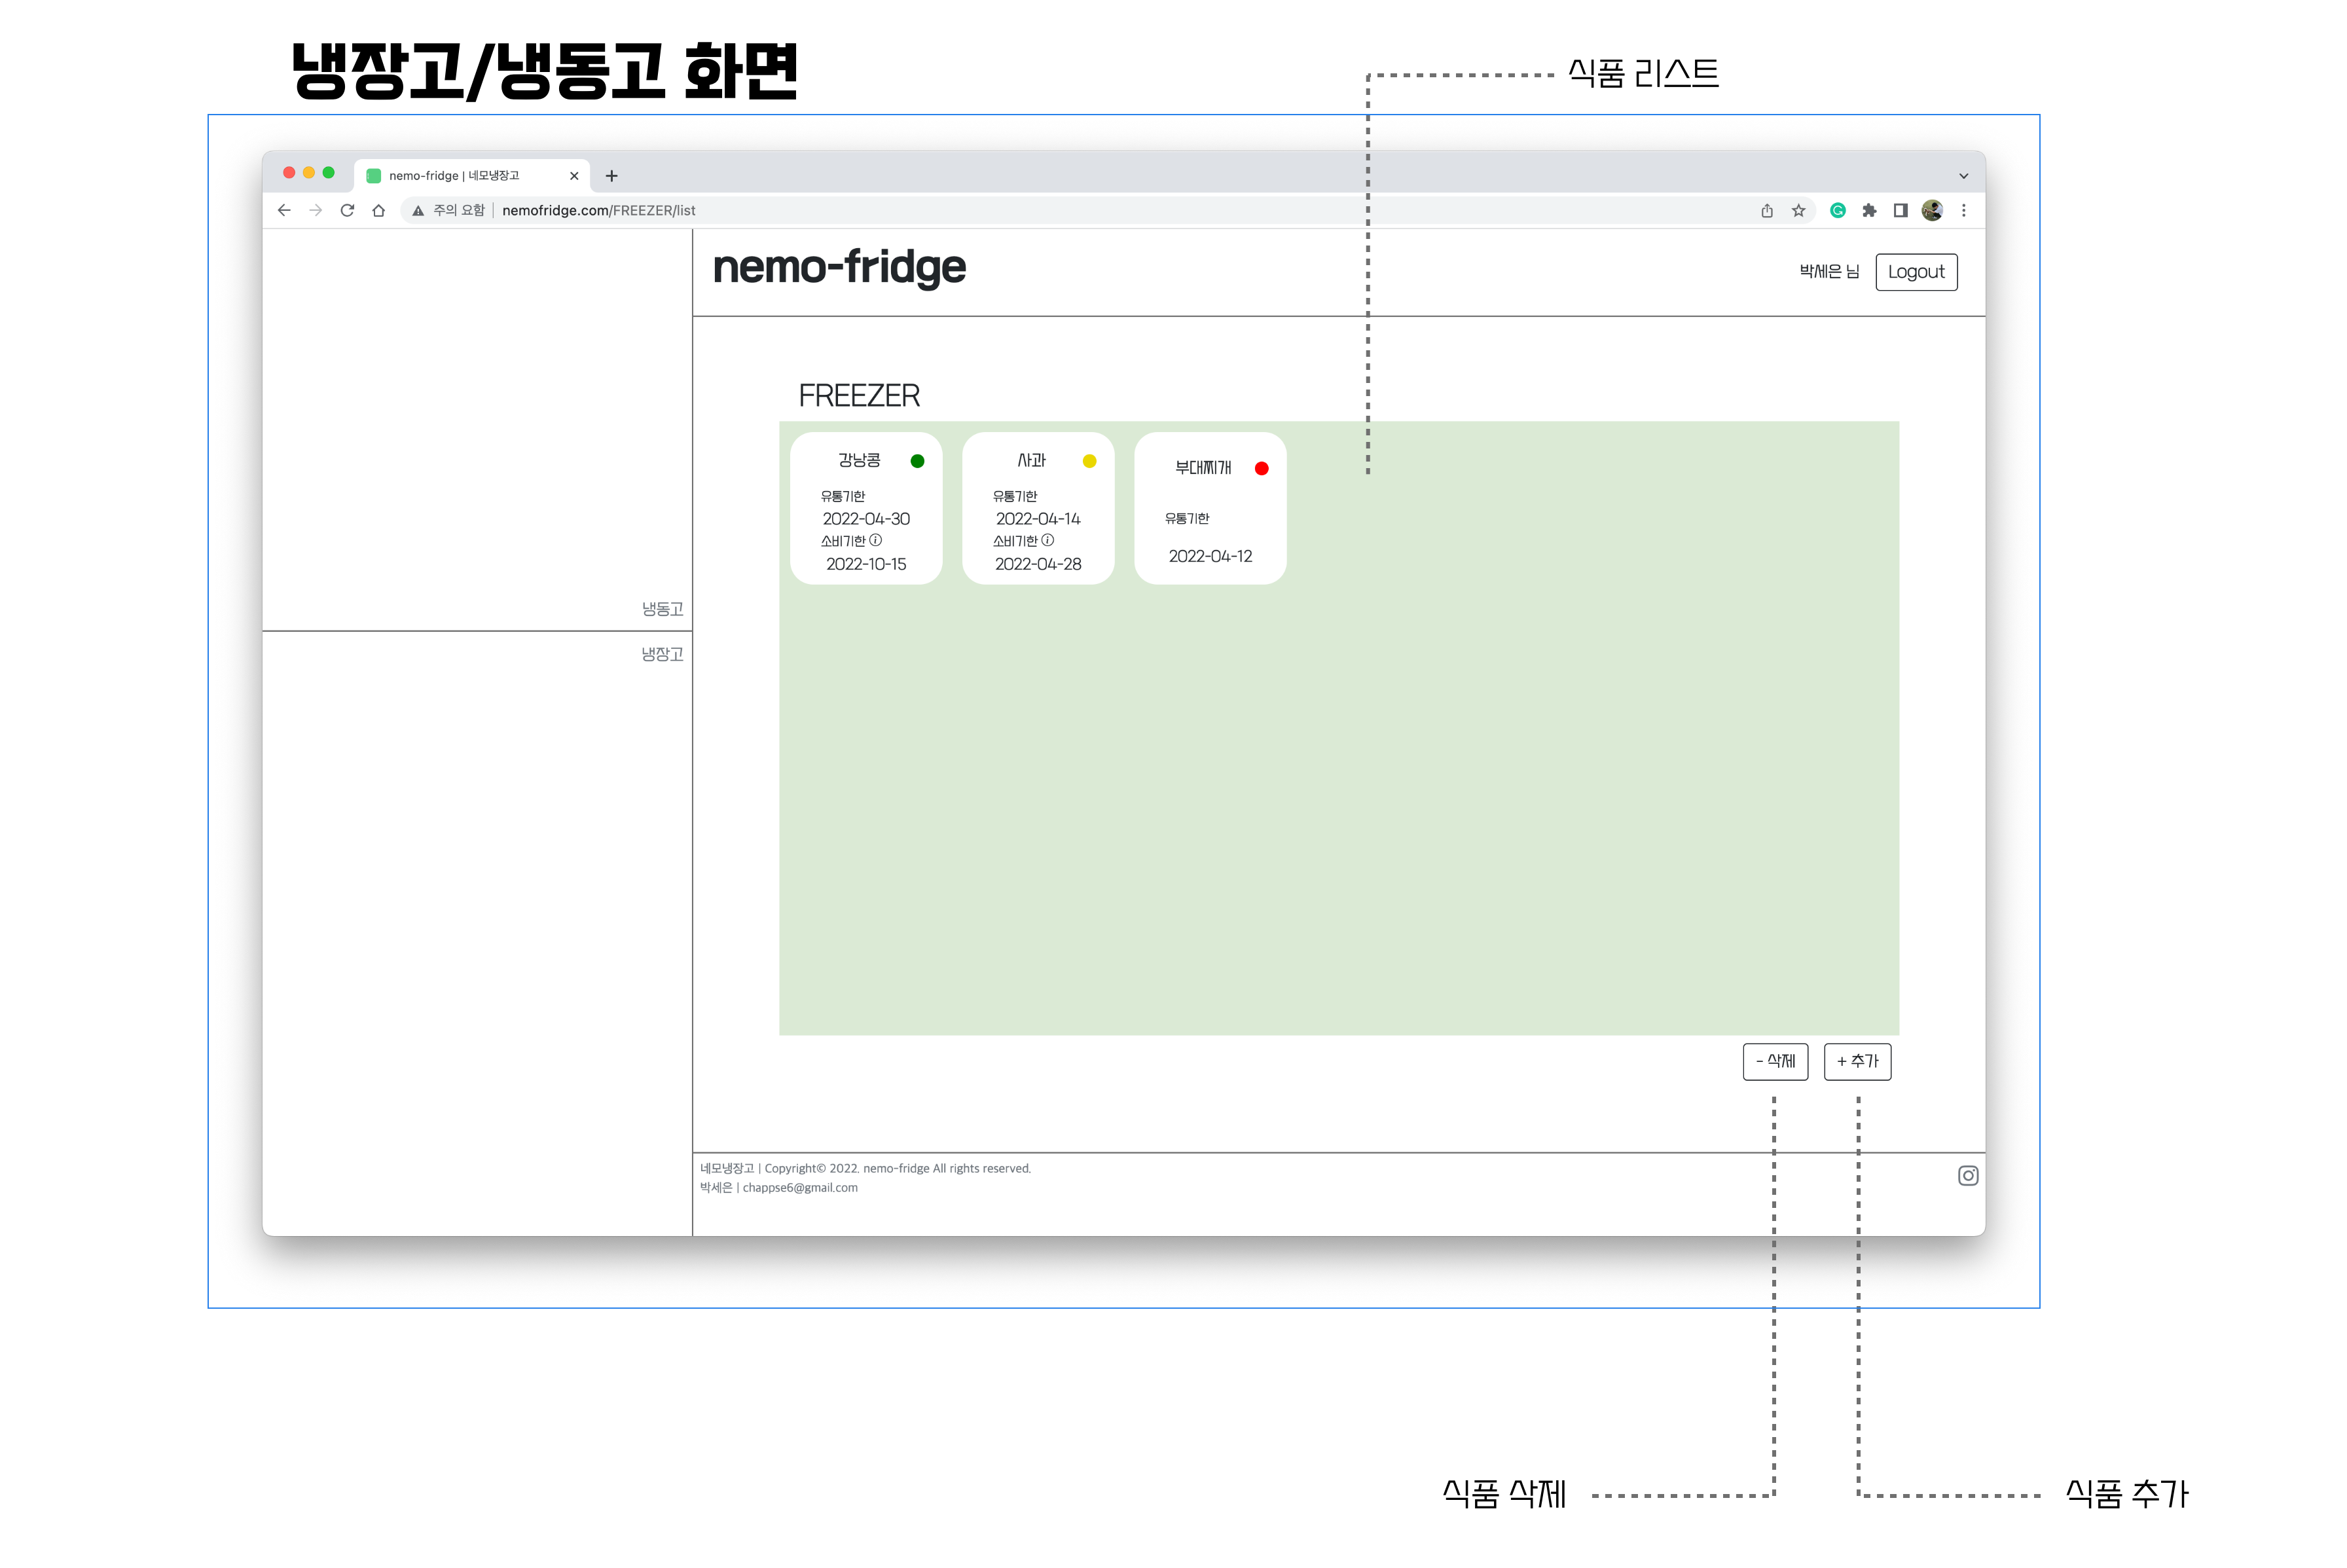 냉장고/냉동고 화면
식품 리스트
nemo-fridge | 네모냉장고
주의 요함 | nemofridge.com/FREEZER/list
nemo-fridge
박세은 님
Logout
FREEZER
강낭콩
유통기한
2022-04-30
소비기한
2022-10-15
사과
유통기한
2022-04-14
소비기한
2022-04-28
부대찌개
유통기한
2022-04-12
냉동고
냉장고
- 삭제
+ 추가
네모냉장고 | Copyright© 2022. nemo-fridge All rights reserved.
박세은 | chappse6@gmail.com
식품 삭제
식품 추가